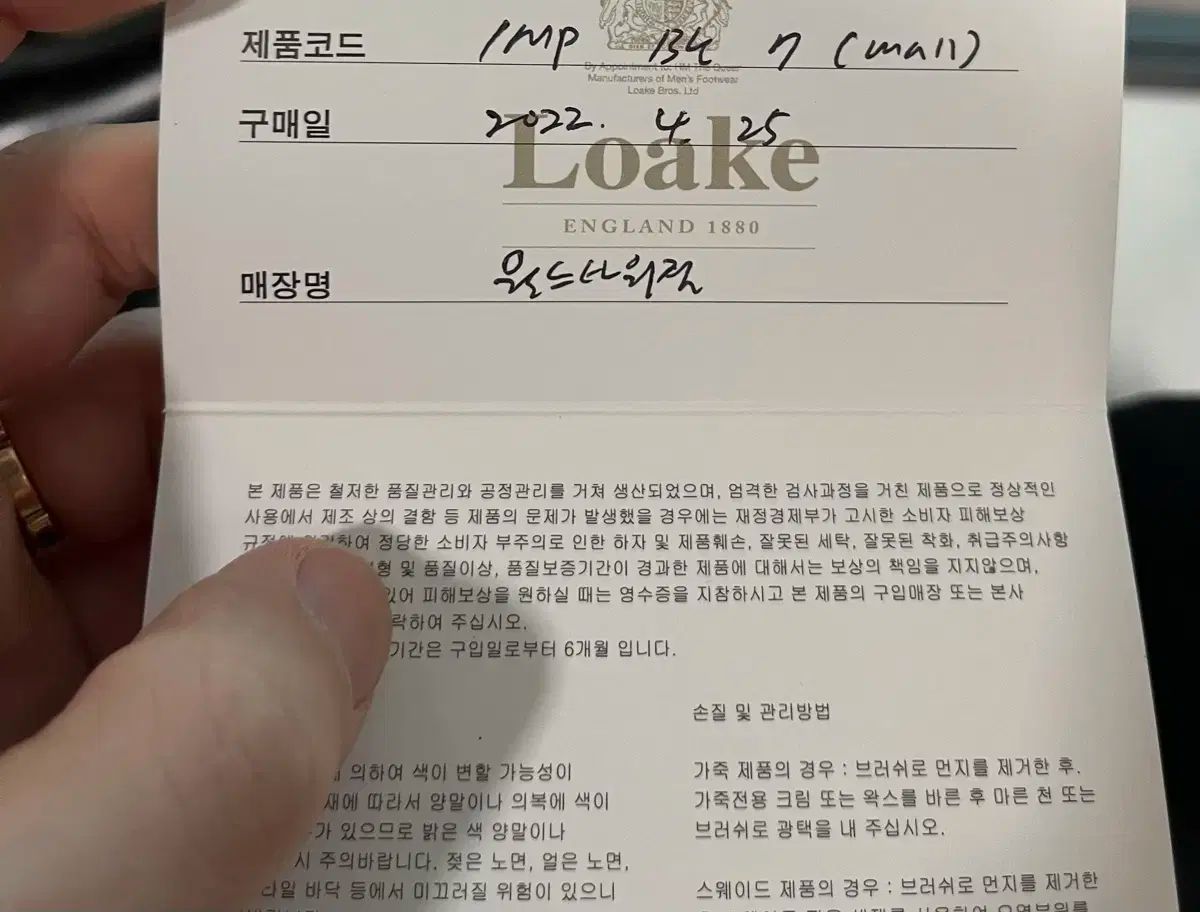 제품코드 IMP BK 7 (mall)
By Appointment to HM The Queen
Manufacturers of Men's Footwear
Loake Bros. Ltd
구매일 2022. 4. 25
Loake
ENGLAND 1880
매장명 월드타워점
본 제품은 철저한 품질관리와 공정관리를 거쳐 생산되었으며, 엄격한 검사과정을 거친 제품으로 정상적인
사용에서 제조 상의 결함 등 제품의 문제가 발생했을 경우에는 재정경제부가 고시한 소비자 피해보상
정당한 소비자 부주의로 인한 하자 및 제품훼손, 잘못된 세탁, 잘못된 착화, 취급주의사항
및 품질이상, 품질보증기간이 경과한 제품에 대해서는 보상의 책임을 지지않으며,
피해보상을 원하실 때는 영수증을 지참하시고 본 제품의 구입매장 또는 본사
주십시오.
구입일로부터 6개월 입니다.
손질 및 관리방법
의하여 색이 변할 가능성이
따라서 양말이나 의복에 색이
있으므로 밝은 색 양말이나
시 주의바랍니다. 젖은 노면, 얼은 노면,
바닥 등에서 미끄러질 위험이 있으니
가죽 제품의 경우 : 브러쉬로 먼지를 제거한 후.
가죽전용 크림 또는 왁스를 바른 후 마른 천 또는
브러쉬로 광택을 내 주십시오.
스웨이드 제품의 경우 : 브러쉬로 먼지를 제거한